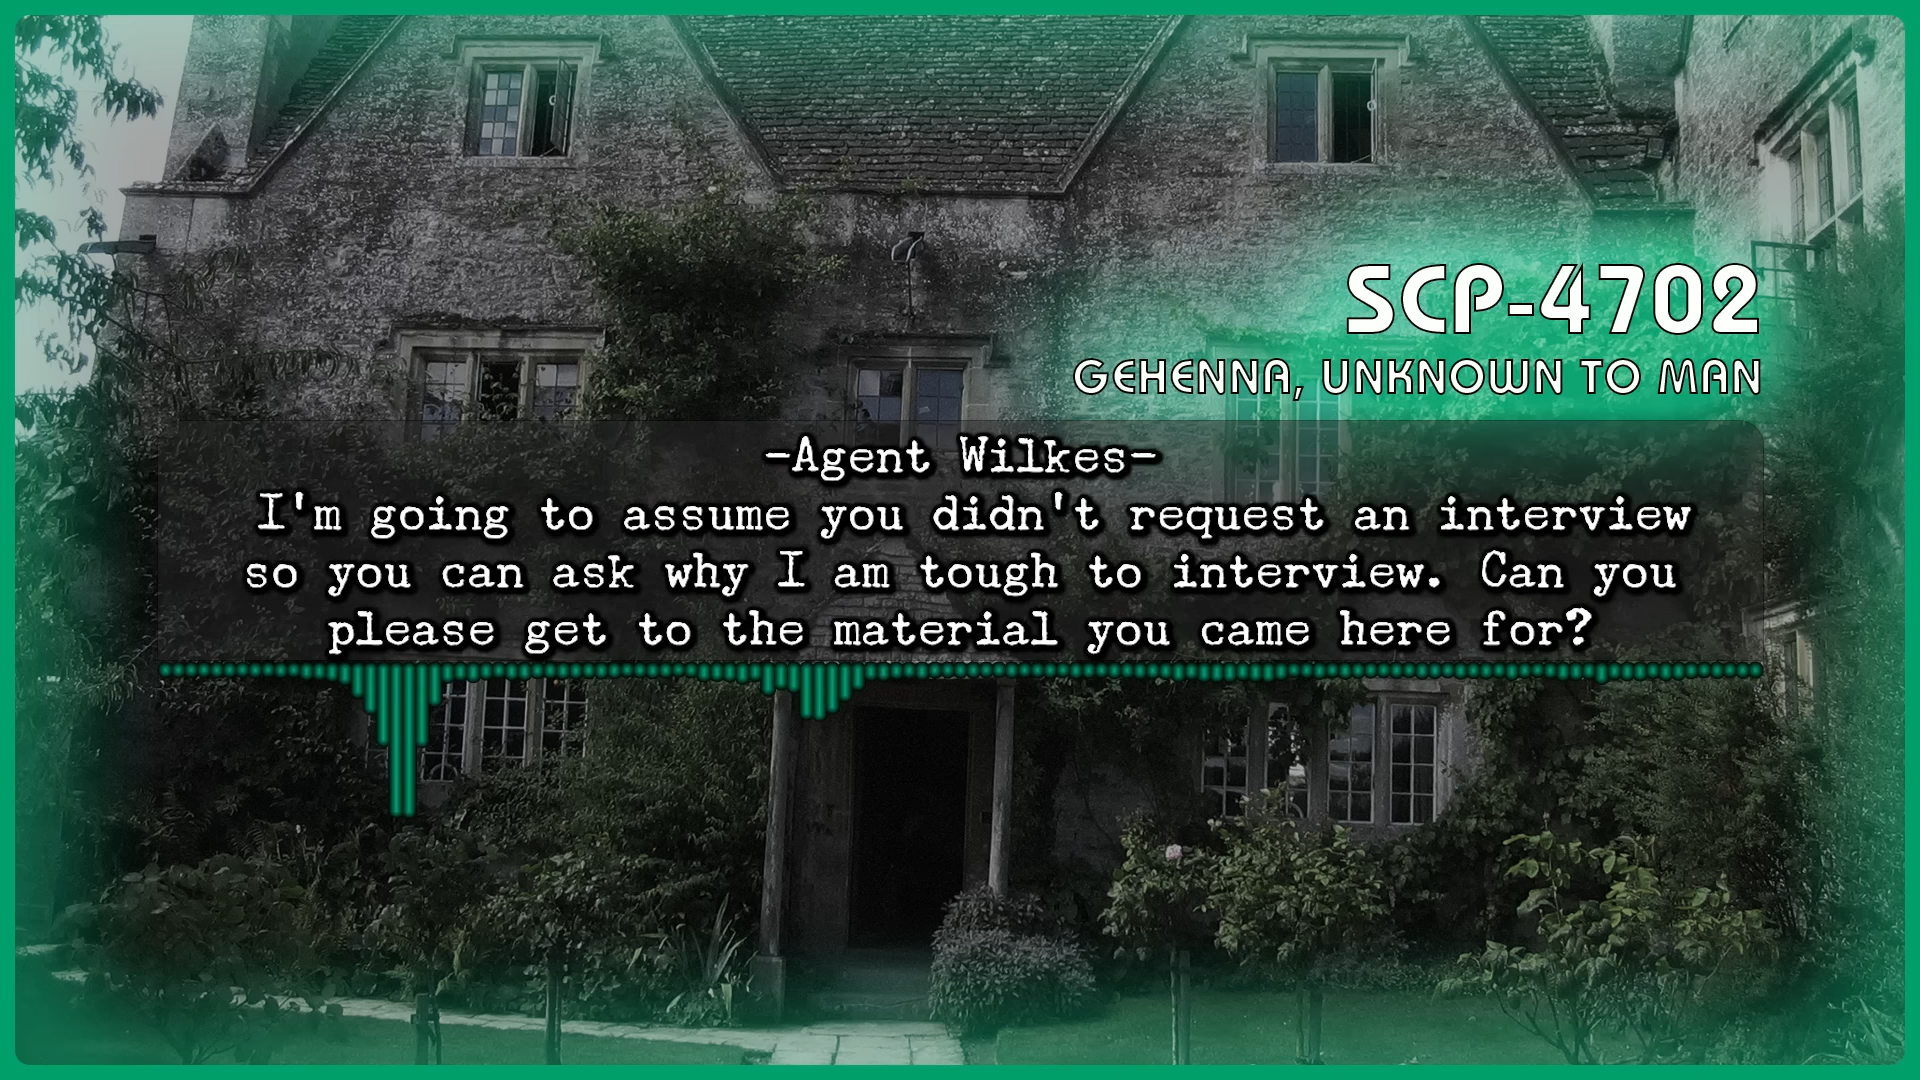 SCP-4702
GEHENNA, UNKNOWN TO MAN
-Agent Wilkes-
I'm going to assume you didn't request an interview
so you can ask why I am tough to interview. Can you
please get to the material you came here for?